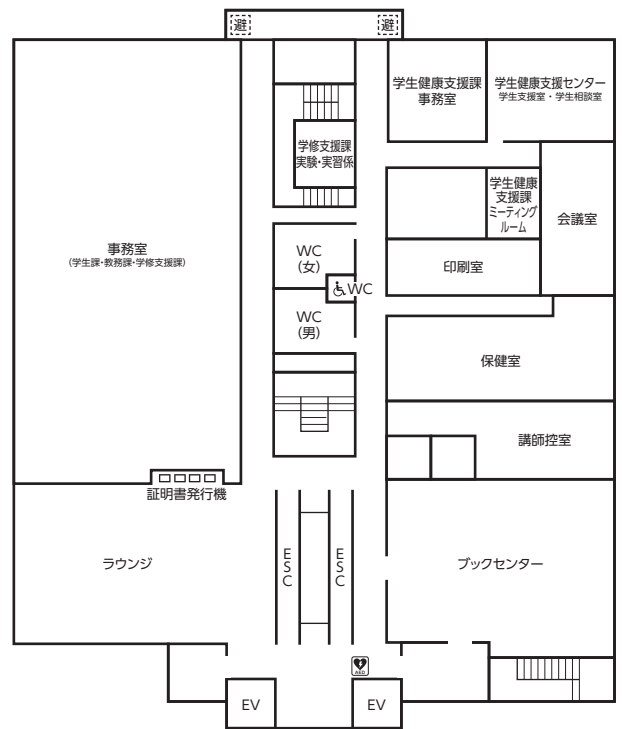 避
避
学生健康支援課
事務室
学生健康支援センター
学生支援室・学生相談室
学修支援課
実験・実習係
学生健康
支援課
ミーティング
ルーム
会議室
事務室
(学生課・教務課・学修支援課)
WC
(女)
印刷室
WC
WC
(男)
保健室
講師控室
証明書発行機
ラウンジ
ESC
ESC
ブックセンター
AED
EV
EV